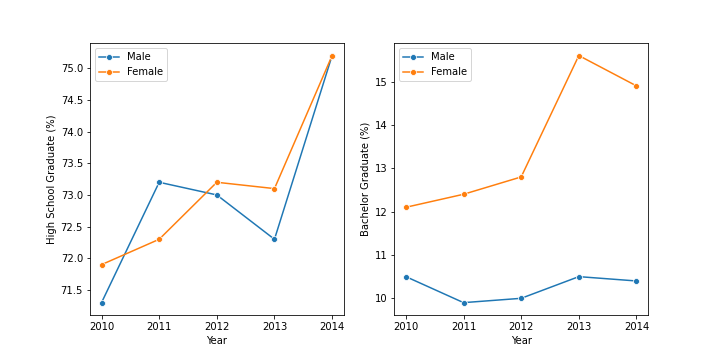 Male
Female
High School Graduate (%)
75.0
74.5
74.0
73.5
73.0
72.5
72.0
71.5
2010 2011 2012 2013 2014
Year
Male
Female
Bachelor Graduate (%)
15
14
13
12
11
10
2010 2011 2012 2013 2014
Year